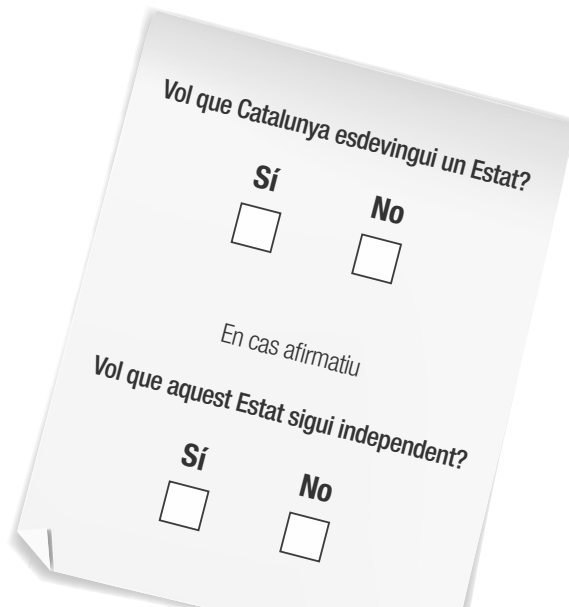 Vol que Catalunya esdevingui un Estat?
Sí No
En cas afirmatiu
Vol que aquest Estat sigui independent?
Sí No